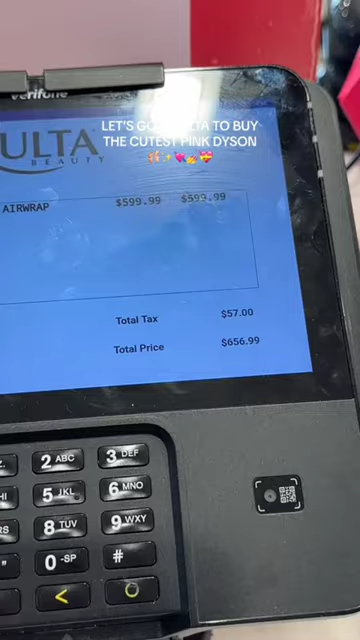 verifone
LET'S GO ULTA TO BUY
THE CUTEST PINK DYSON
ULTA
BEAUTY
AIRWRAP $599.99 $599.99
Total Tax $57.00
Total Price $656.99
2 ABC 3 DEF
5 JKL 6 MNO
8 TUV 9 WXY
0 -SP #
< O